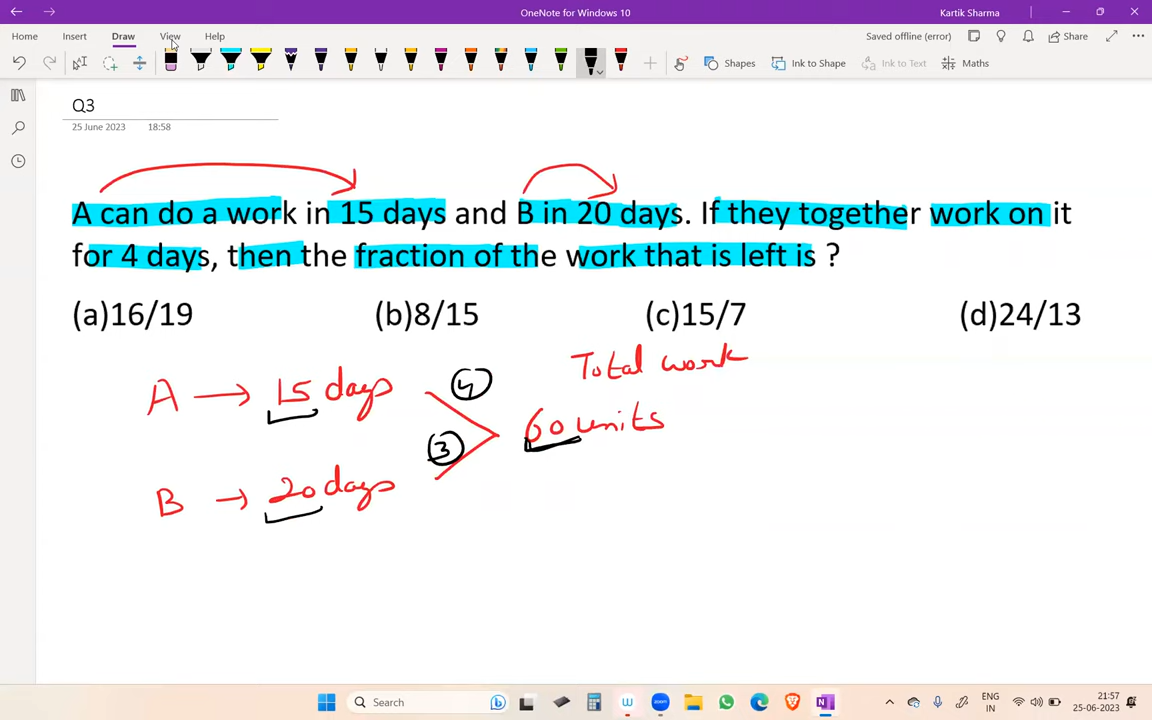 OneNote for Windows 10
Kartik Sharma
Home Insert Draw View Help
Saved offline (error)
Share
Shapes
Ink to Shape
Ink to Text
Maths
Q3
25 June 2023 18:58
A can do a work in 15 days and B in 20 days. If they together work on it
for 4 days, then the fraction of the work that is left is ?
(a)16/19 (b)8/15 (c)15/7 (d)24/13
Total work
A → 15 days
4
60 units
3
B → 20 days
Search
zoom
ENG
IN
21:57
25-06-2023